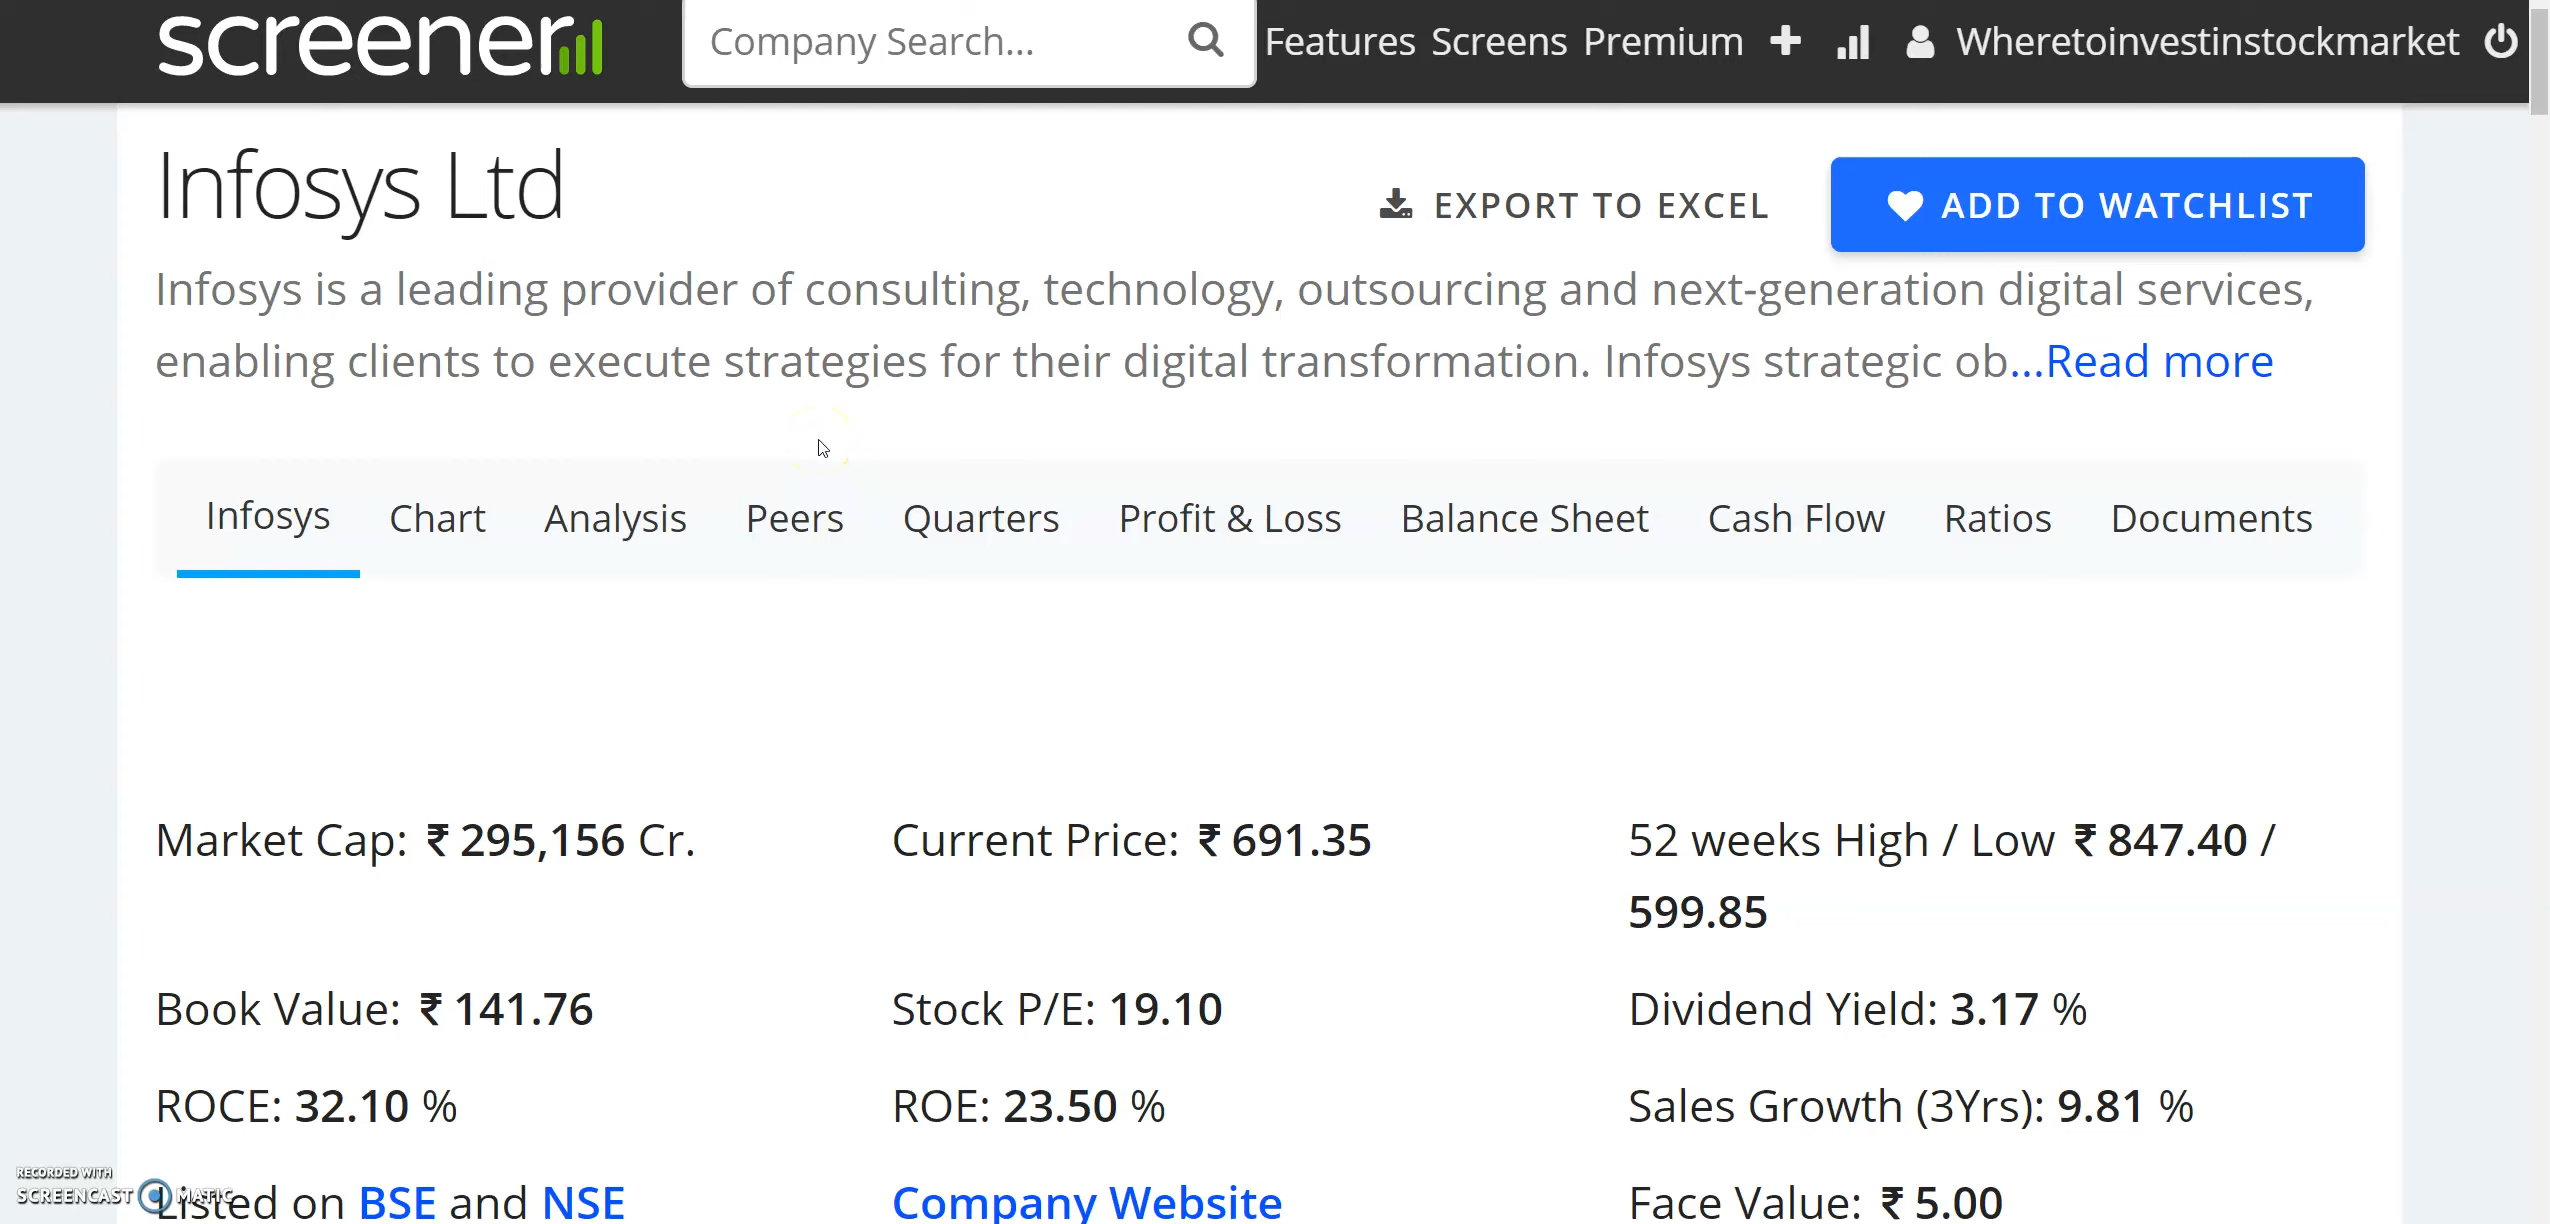 screener
Company Search...
Features Screens Premium Wheretoinvestinstockmarket
Infosys Ltd
EXPORT TO EXCEL
ADD TO WATCHLIST
Infosys is a leading provider of consulting, technology, outsourcing and next-generation digital services,
enabling clients to execute strategies for their digital transformation. Infosys strategic ob...Read more
Infosys Chart Analysis Peers Quarters Profit & Loss Balance Sheet Cash Flow Ratios Documents
Market Cap: ₹ 295,156 Cr.
Current Price: ₹ 691.35
52 weeks High / Low ₹ 847.40 /
599.85
Book Value: ₹ 141.76
Stock P/E: 19.10
Dividend Yield: 3.17 %
ROCE: 32.10 %
ROE: 23.50 %
Sales Growth (3Yrs): 9.81 %
Listed on BSE and NSE
Company Website
Face Value: ₹ 5.00
RECORDED WITH
SCREENCAST MATIC